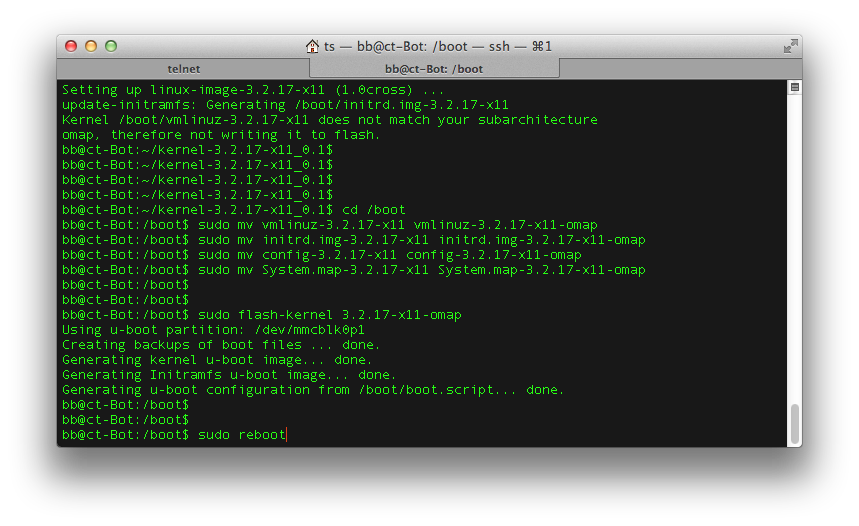 ts — bb@ct-Bot: /boot — ssh — ⌘1
telnet
bb@ct-Bot: /boot
Setting up linux-image-3.2.17-x11 (1.0cross) ...
update-initramfs: Generating /boot/initrd.img-3.2.17-x11
Kernel /boot/vmlinuz-3.2.17-x11 does not match your subarchitecture
omap, therefore not writing it to flash.
bb@ct-Bot:~/kernel-3.2.17-x11_0.1$
bb@ct-Bot:~/kernel-3.2.17-x11_0.1$
bb@ct-Bot:~/kernel-3.2.17-x11_0.1$
bb@ct-Bot:~/kernel-3.2.17-x11_0.1$
bb@ct-Bot:~/kernel-3.2.17-x11_0.1$ cd /boot
bb@ct-Bot:/boot$ sudo mv vmlinuz-3.2.17-x11 vmlinuz-3.2.17-x11-omap
bb@ct-Bot:/boot$ sudo mv initrd.img-3.2.17-x11 initrd.img-3.2.17-x11-omap
bb@ct-Bot:/boot$ sudo mv config-3.2.17-x11 config-3.2.17-x11-omap
bb@ct-Bot:/boot$ sudo mv System.map-3.2.17-x11 System.map-3.2.17-x11-omap
bb@ct-Bot:/boot$
bb@ct-Bot:/boot$
bb@ct-Bot:/boot$ sudo flash-kernel 3.2.17-x11-omap
Using u-boot partition: /dev/mmcblk0p1
Creating backups of boot files ... done.
Generating kernel u-boot image... done.
Generating Initramfs u-boot image... done.
Generating u-boot configuration from /boot/boot.script... done.
bb@ct-Bot:/boot$
bb@ct-Bot:/boot$
bb@ct-Bot:/boot$ sudo reboot